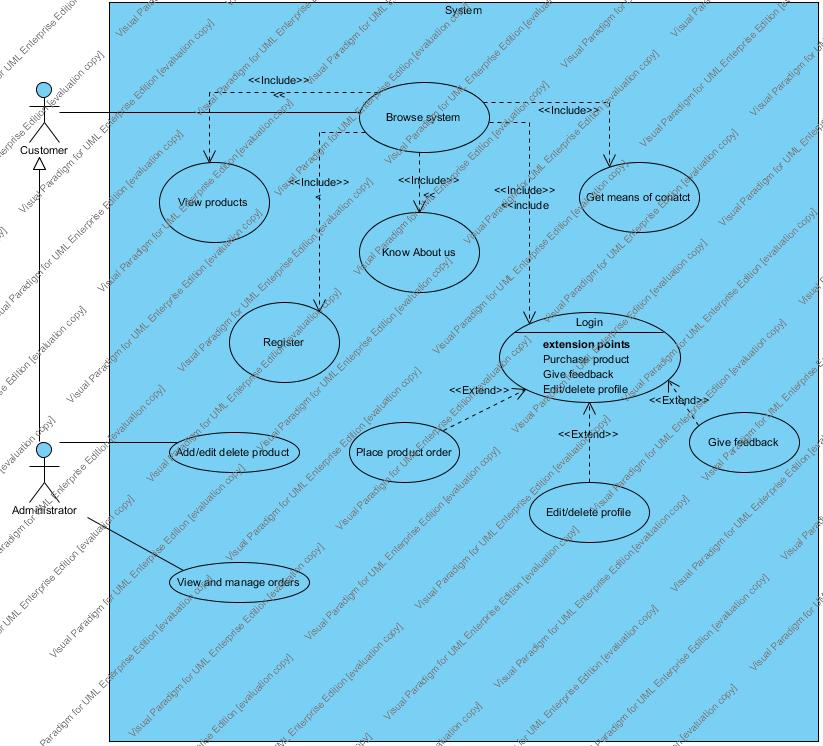 System
<<Include>>
<<
Browse system
<<Include>>
Customer
<<Include>>
<
<<Include>>
<<
<<Include>>
<<include
View products
Get means of conatct
Know About us
Register
Login
extension points
Purchase product
Give feedback
Edit/delete profile
<<Extend>>
<<Extend>>
<<Extend>>
Add/edit delete product
Place product order
Give feedback
Administrator
Edit/delete profile
View and manage orders
Visual Paradigm for UML Enterprise Edition [evaluation copy]